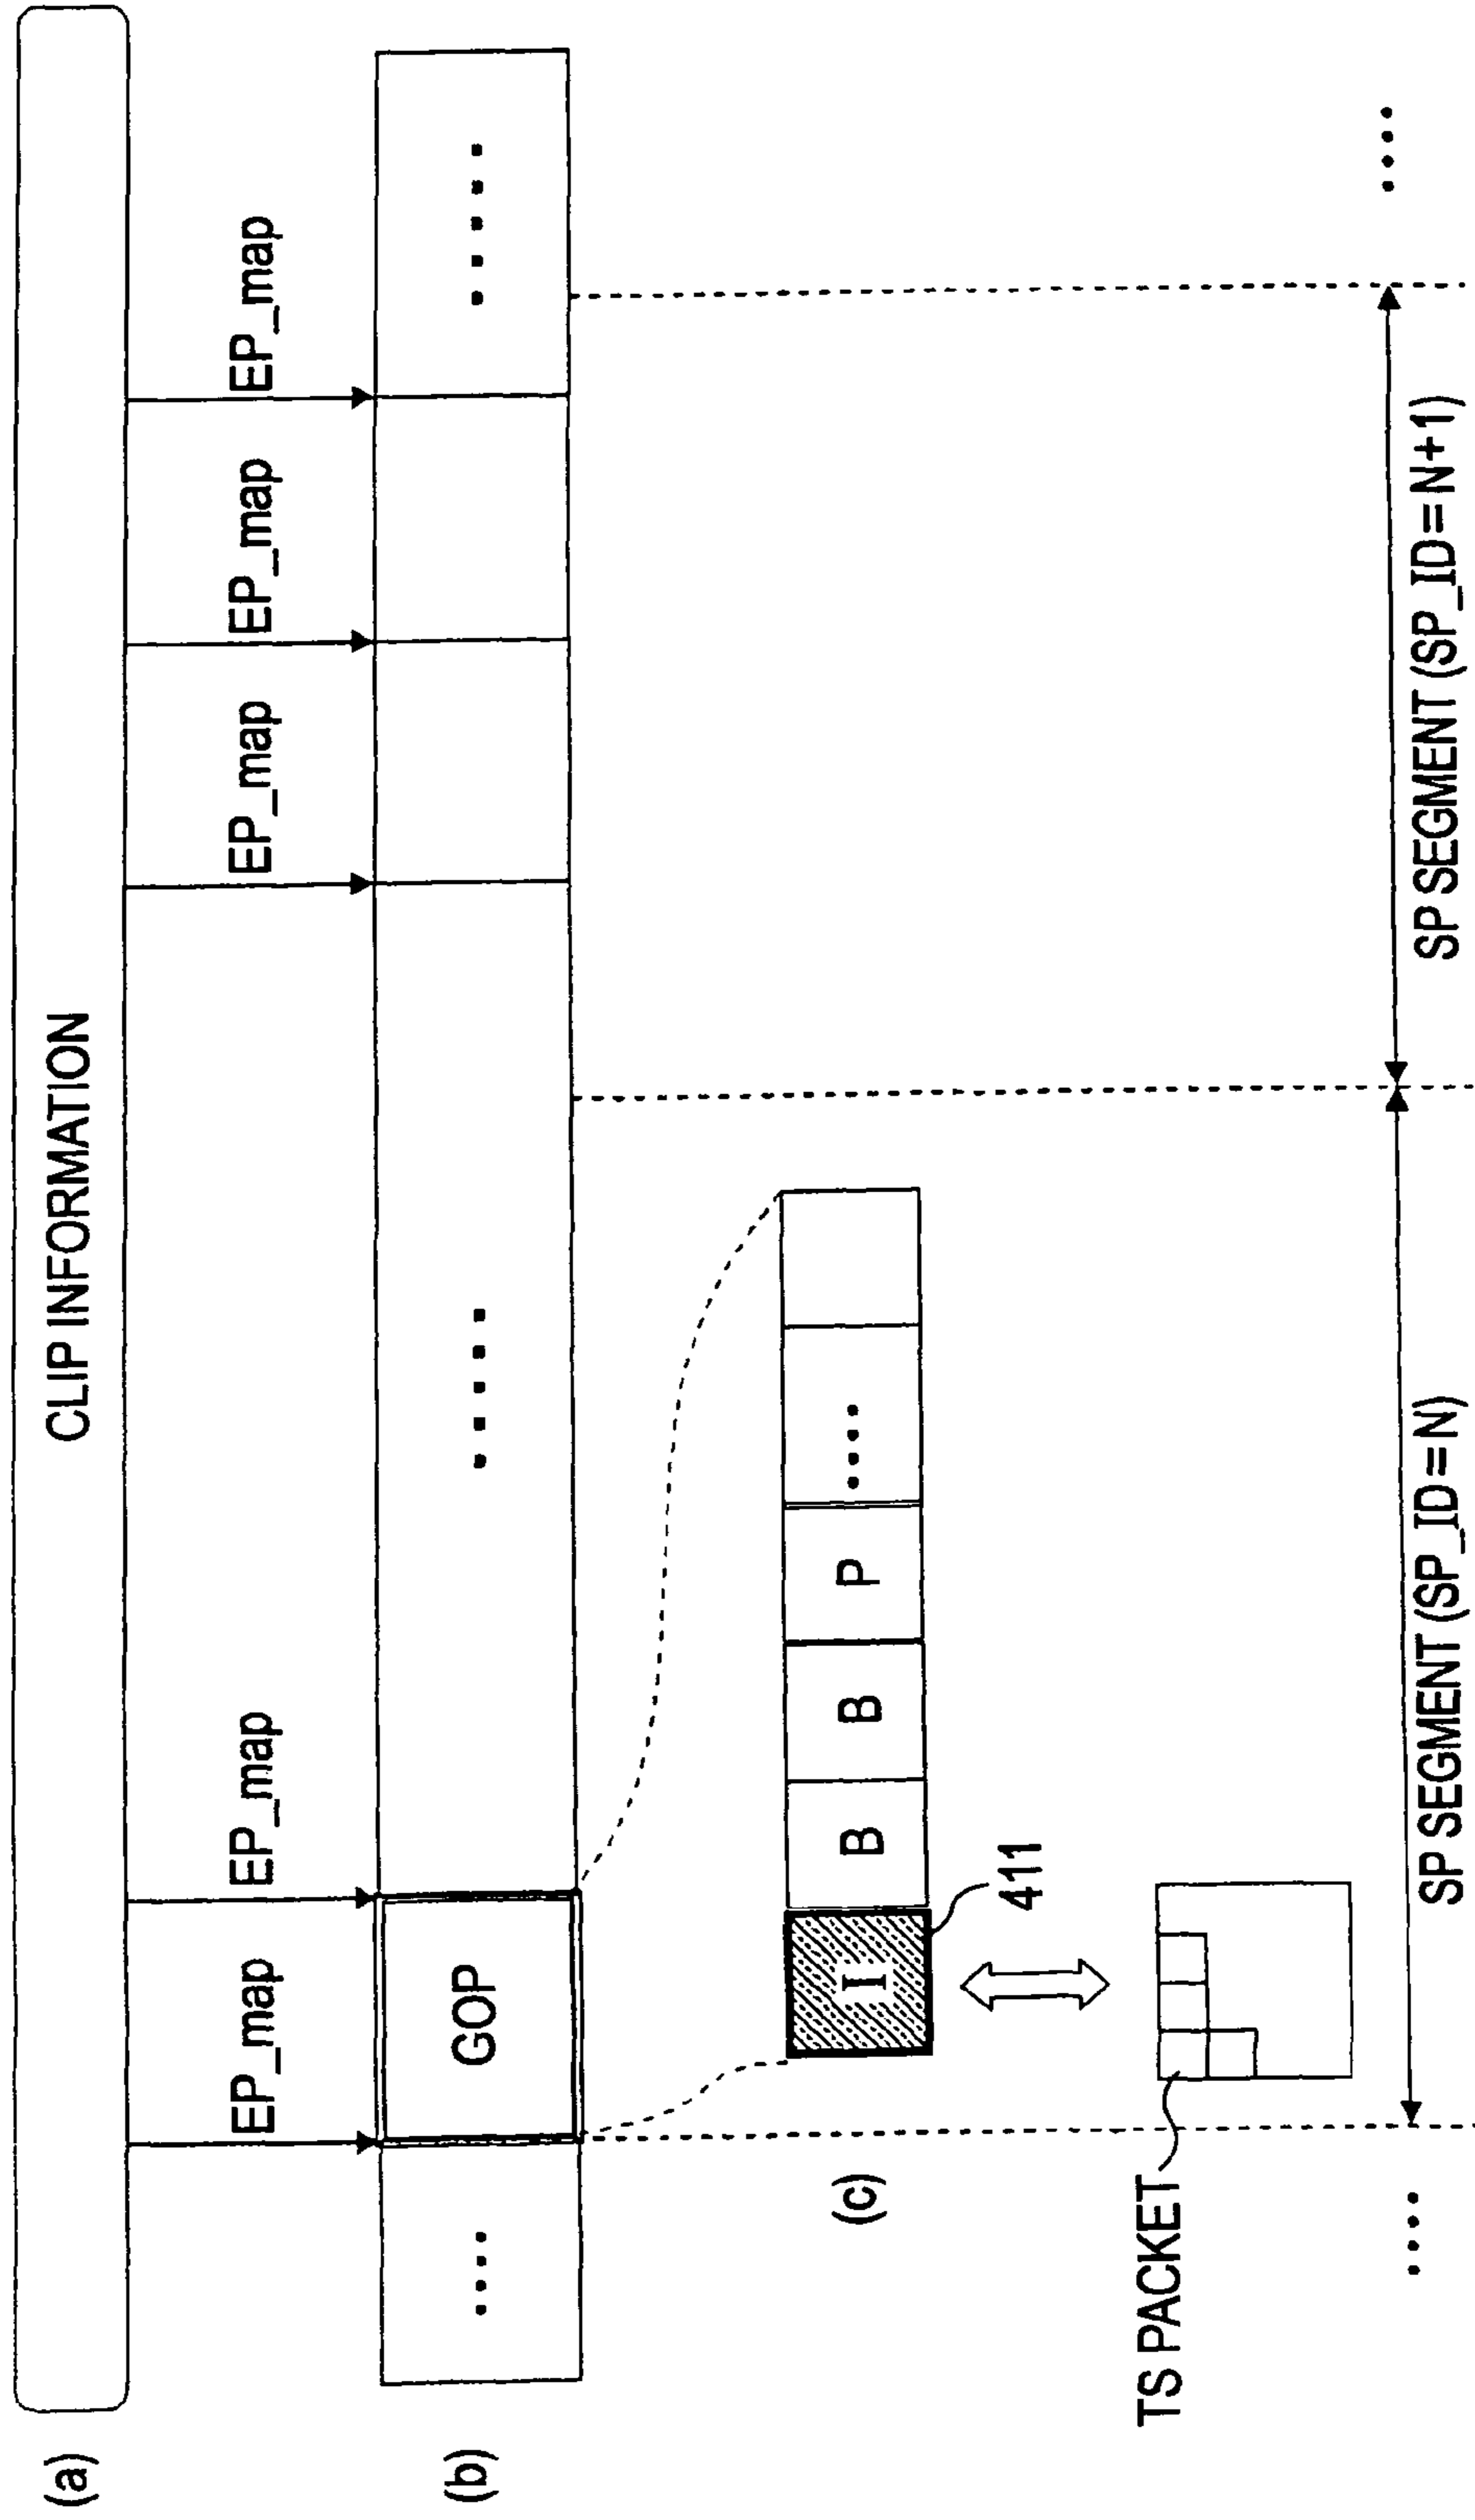 (a)
CLIP INFORMATION
EP_map
EP_map
EP_map
EP_map
EP_map
(b)
....
GOP
.....
.....
(c)
I
B
B
P
....
411
TS PACKET
....
SP SEGMENT (SP_ID=N)
SP SEGMENT (SP_ID=N+1)
....